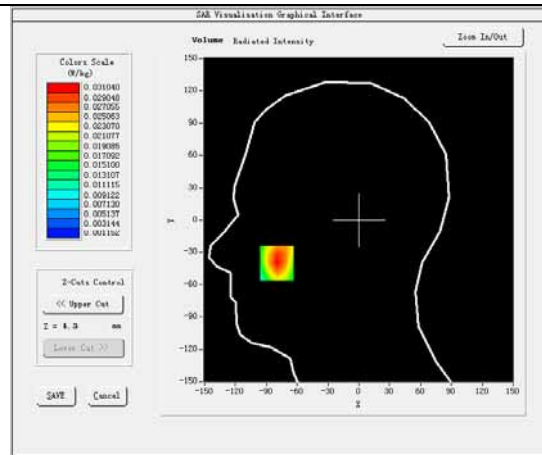 SAR Visualisation Graphical Interface
Volume Radiated Intensity
Zoom In/Out
Colors Scale
(W/kg)
0.031040
0.029048
0.027055
0.025063
0.023070
0.021077
0.019085
0.017092
0.015100
0.013107
0.011115
0.009122
0.007130
0.005137
0.003144
0.001152
Z-Cuts Control
<< Upper Cut
Z = 4.3 mm
Lower Cut >>
SAVE Cancel
150
120
90
60
30
0
-30
-60
-90
-120
-150
Y
-150 -120 -90 -60 -30 0 30 60 90 120 150
X